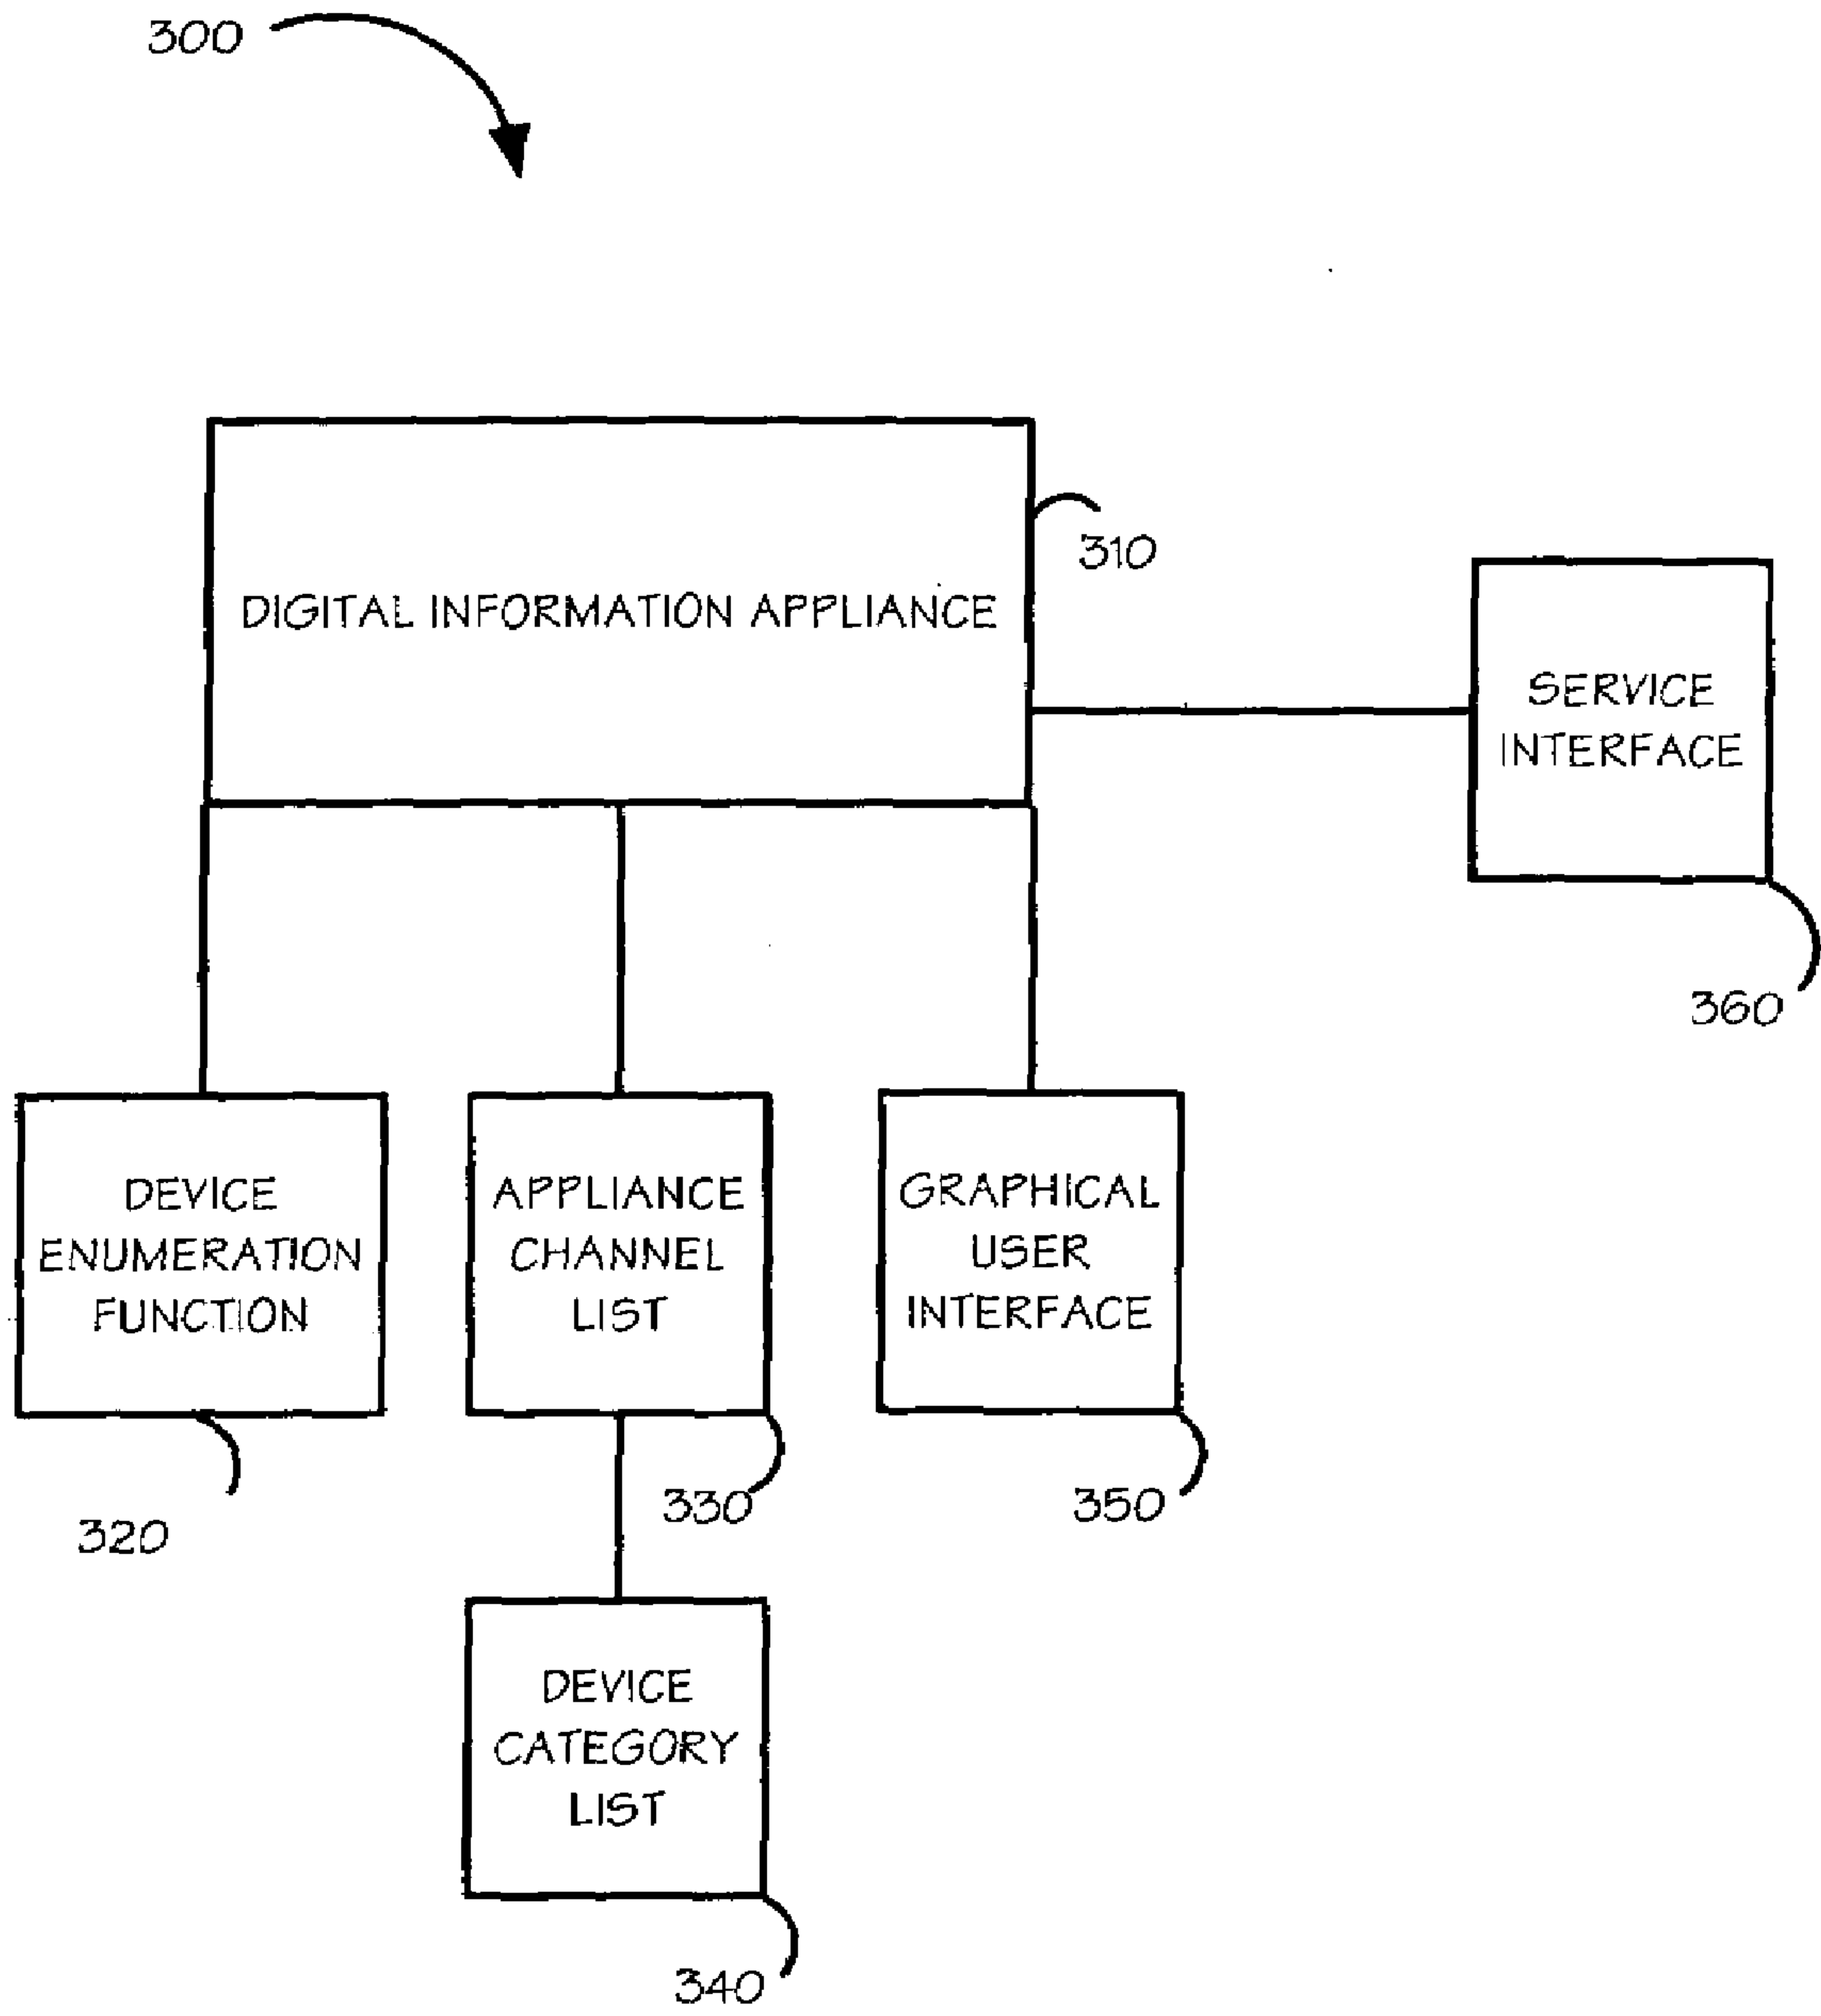 300
DIGITAL INFORMATION APPLIANCE
310
SERVICE
INTERFACE
360
DEVICE
ENUMERATION
FUNCTION
320
APPLIANCE
CHANNEL
LIST
330
GRAPHICAL
USER
INTERFACE
350
DEVICE
CATEGORY
LIST
340